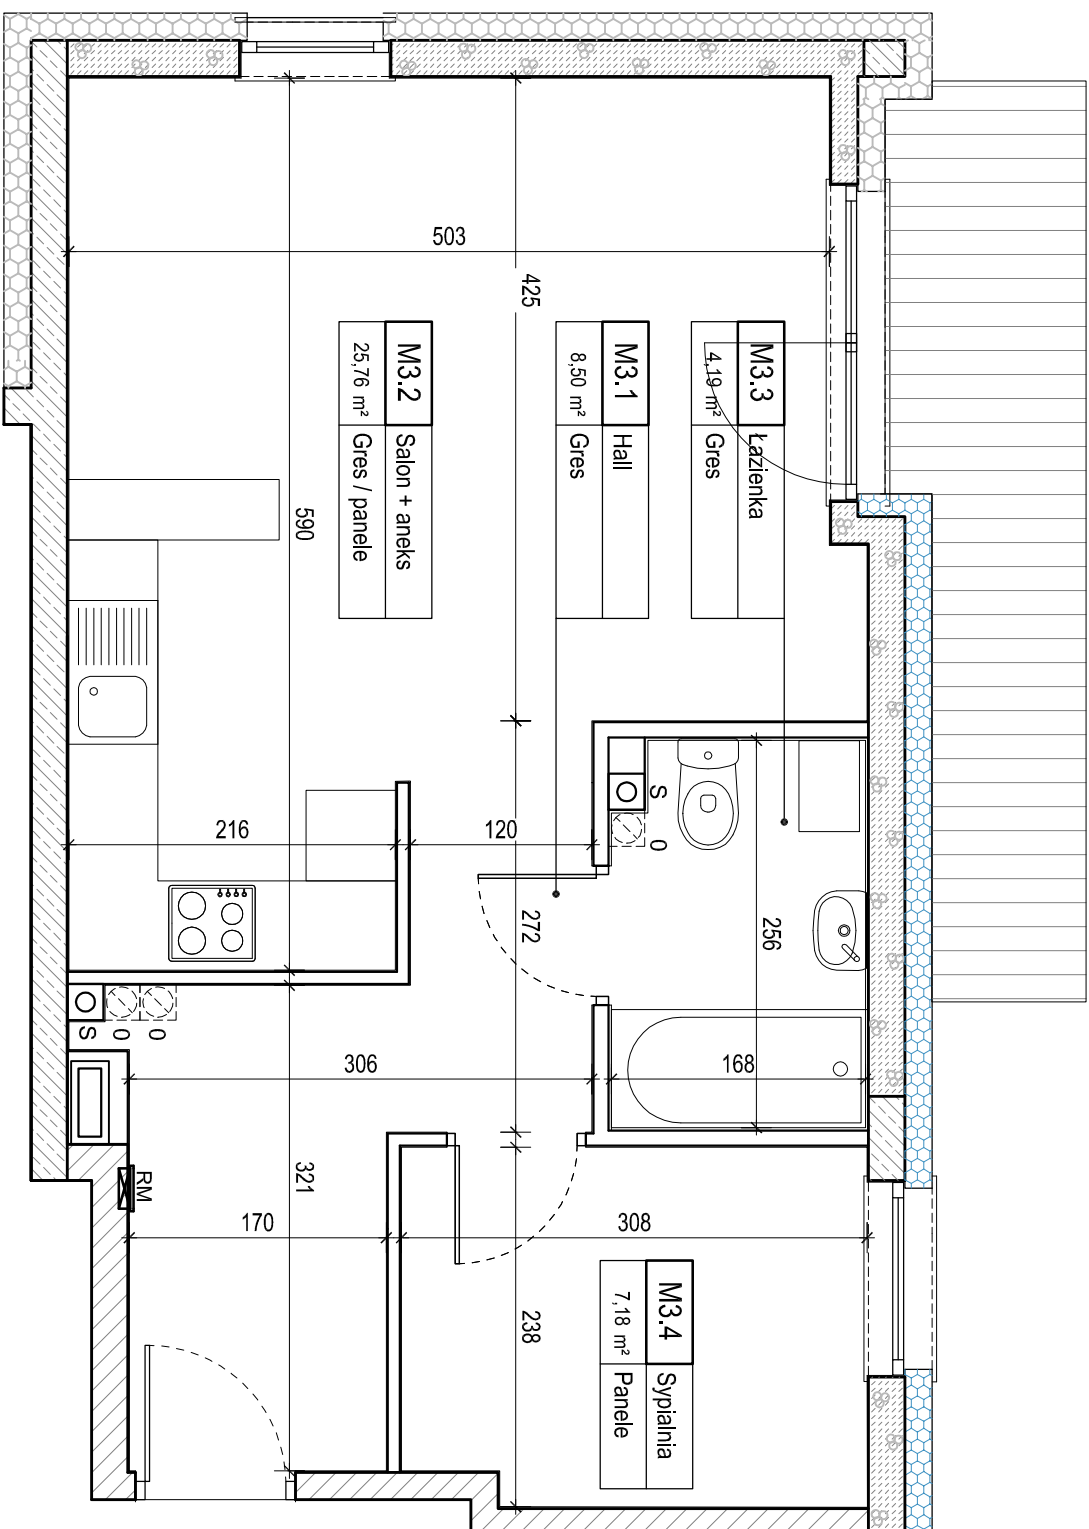 503
425
M3.3
Łazienka
4,19 m²
Gres
M3.1
Hall
8,50 m²
Gres
M3.2
Salon + aneks
25,76 m²
Gres / panele
590
216
120
S
0
272
256
S
0
0
306
168
321
RM
170
308
238
M3.4
Sypialnia
7,18 m²
Panele